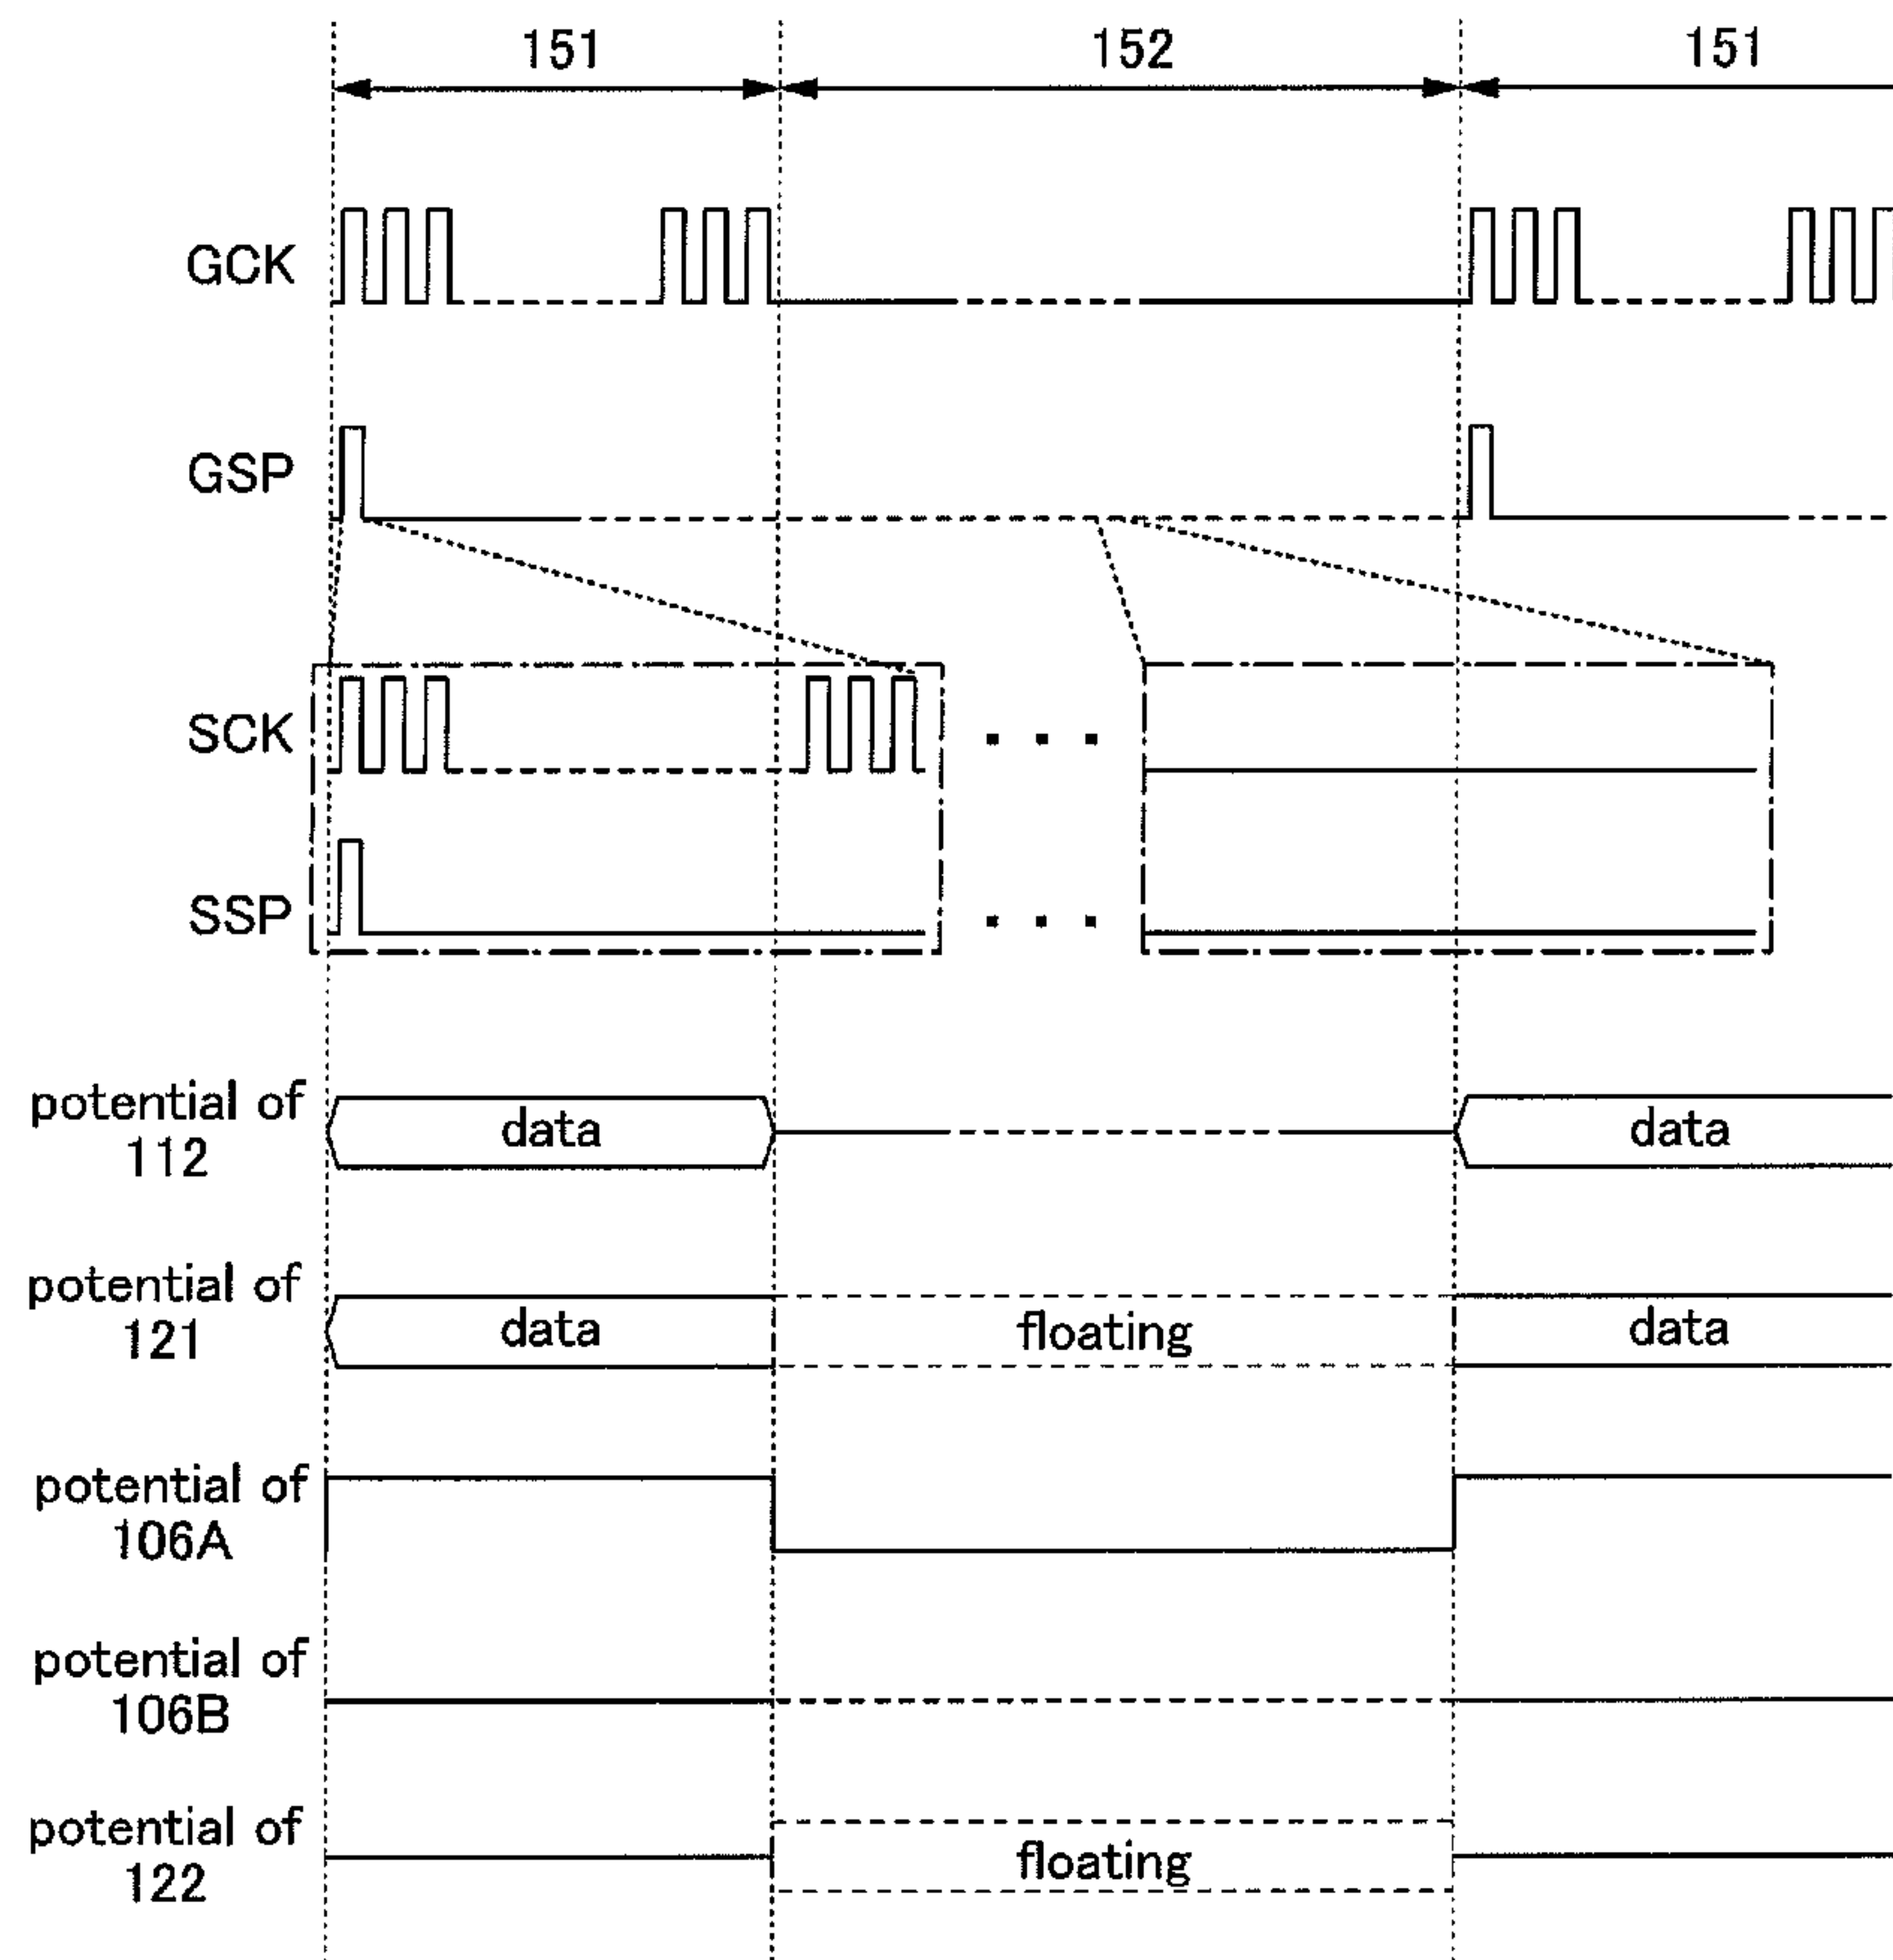 151 152 151
GCK
GSP
SCK
SSP
potential of
112
data data
potential of
121
data floating data
potential of
106A
potential of
106B
potential of
122
floating